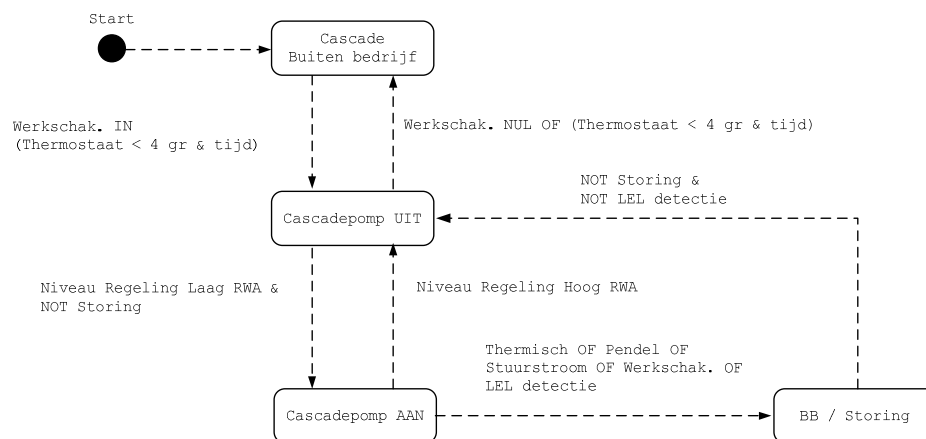 Start
Cascade
Buiten bedrijf
Werkschak. IN
(Thermostaat < 4 gr & tijd)
Werkschak. NUL OF (Thermostaat < 4 gr & tijd)
NOT Storing &
NOT LEL detectie
Cascadepomp UIT
Niveau Regeling Laag RWA &
NOT Storing
Niveau Regeling Hoog RWA
Thermisch OF Pendel OF
Stuurstroom OF Werkschak. OF
LEL detectie
Cascadepomp AAN
BB / Storing